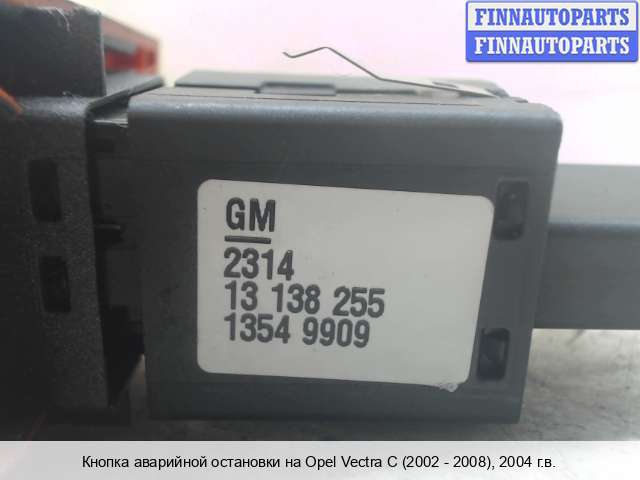 FINNAUTOPARTS
FINNAUTOPARTS
GM
2314
13 138 255
1354 9909
Кнопка аварийной остановки на Opel Vectra C (2002 - 2008), 2004 г.в.